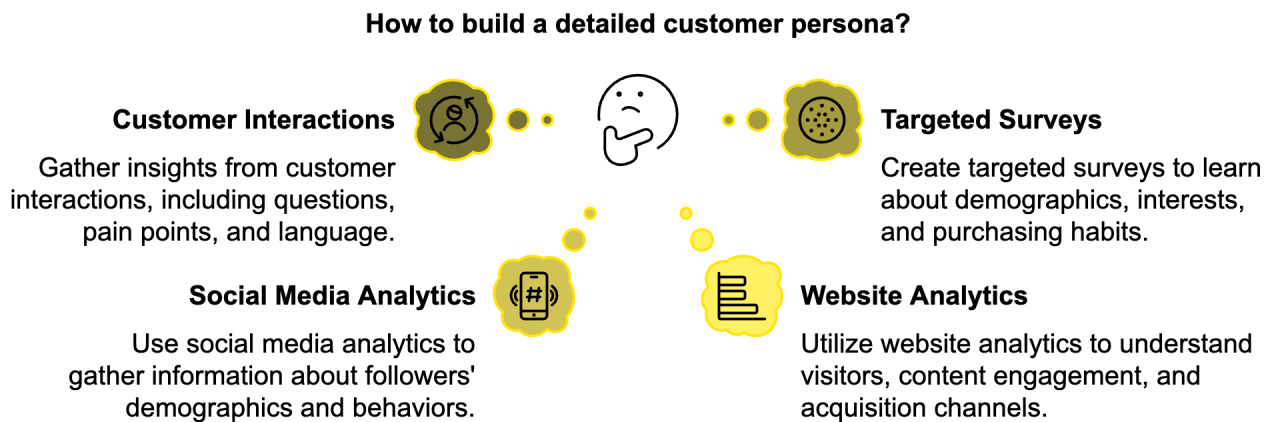 How to build a detailed customer persona?
Customer Interactions
Gather insights from customer
interactions, including questions,
pain points, and language.
Targeted Surveys
Create targeted surveys to learn
about demographics, interests,
and purchasing habits.
Social Media Analytics
Use social media analytics to
gather information about followers'
demographics and behaviors.
#
Website Analytics
Utilize website analytics to understand
visitors, content engagement, and
acquisition channels.